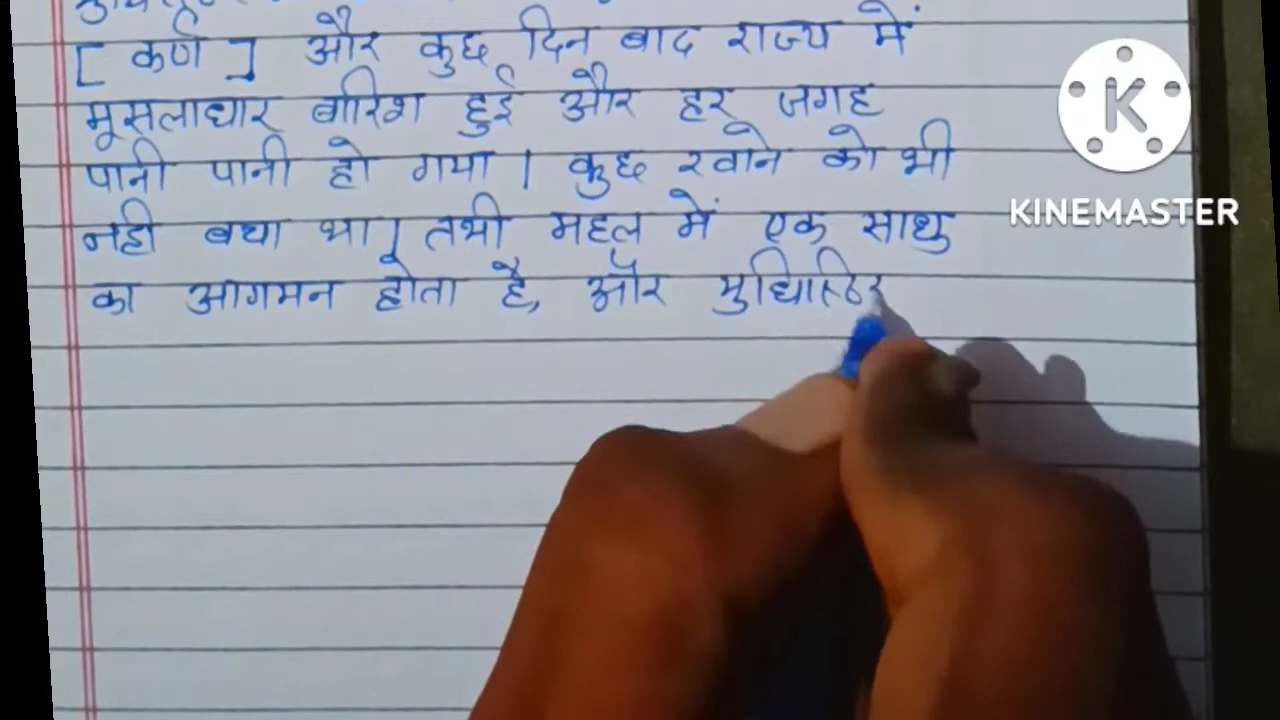 [ कर्ण ] और कुछ दिन बाद राज्य में
मूसलाधार बारिश हुई और हर जगह
पानी पानी हो गया । कुछ खाने को भी
नही बचा था, तभी महल में एक साधु
का आगमन होता है, और युधिष्ठिर
K
KINEMASTER